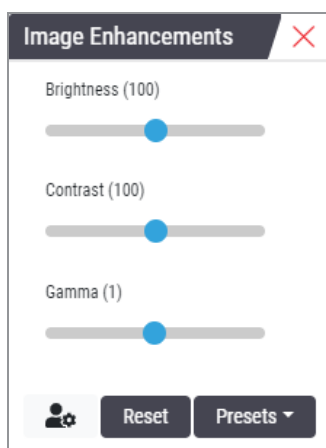 Image Enhancements
Brightness (100)
Contrast (100)
Gamma (1)
Reset Presets